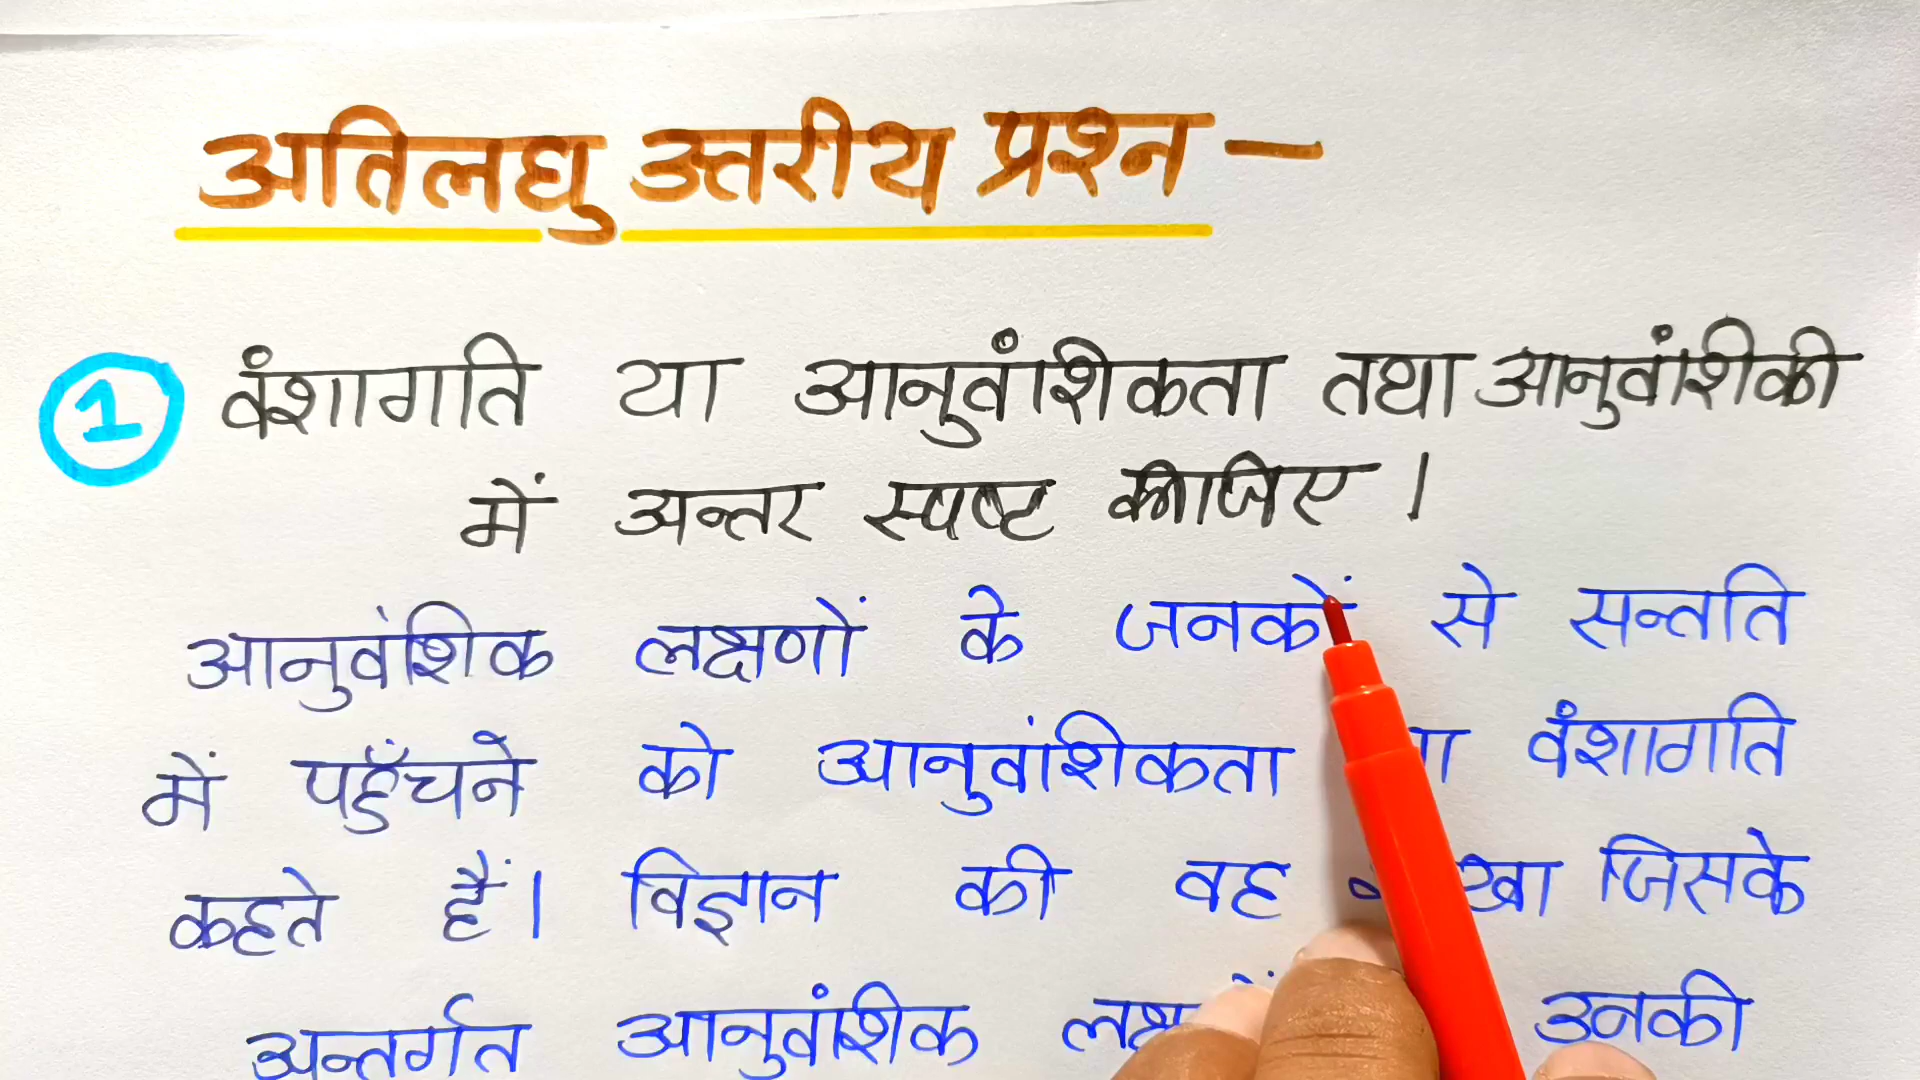 अतिलघु उत्तरीय प्रश्न –
1 वंशागति या आनुवांशिकता तथा आनुवांशिकी
में अन्तर स्पष्ट कीजिए ।
आनुवंशिक लक्षणों के जनकों से सन्तति
में पहुँचने को आनुवांशिकता वंशागति
कहते हैं। विज्ञान की वह जिसके
अन्तर्गत आनुवांशिक उनकी